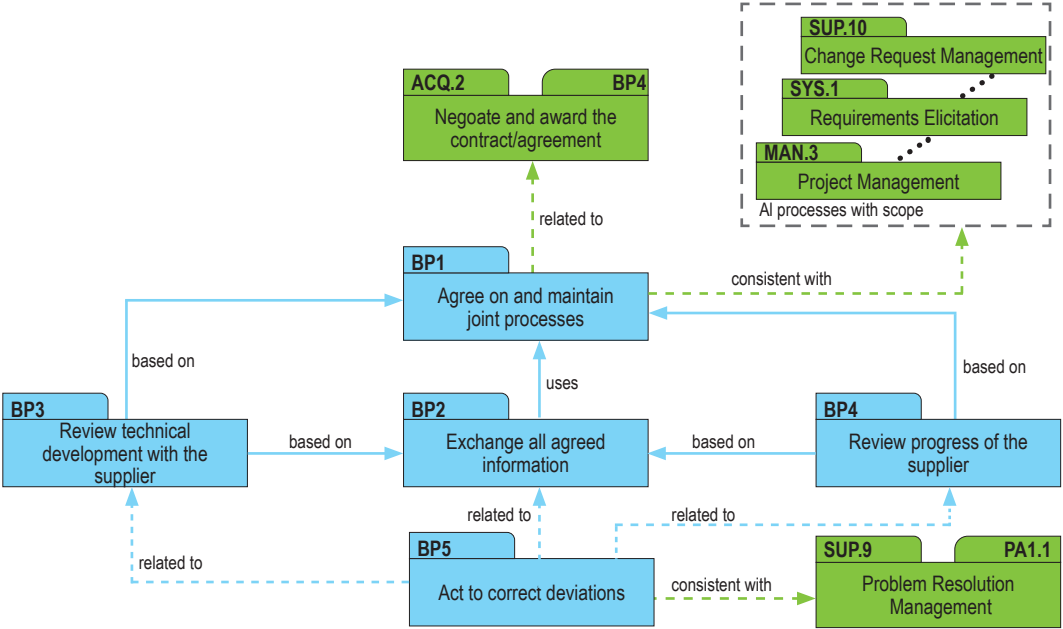 SUP.10
Change Request Management
SYS.1
Requirements Elicitation
MAN.3
Project Management
AI processes with scope
ACQ.2 BP4
Negoate and award the
contract/agreement
related to
BP1
Agree on and maintain
joint processes
consistent with
based on
uses
based on
BP3
Review technical
development with the
supplier
based on
BP2
Exchange all agreed
information
based on
BP4
Review progress of the
supplier
related to
related to
related to
BP5
Act to correct deviations
consistent with
SUP.9 PA1.1
Problem Resolution
Management